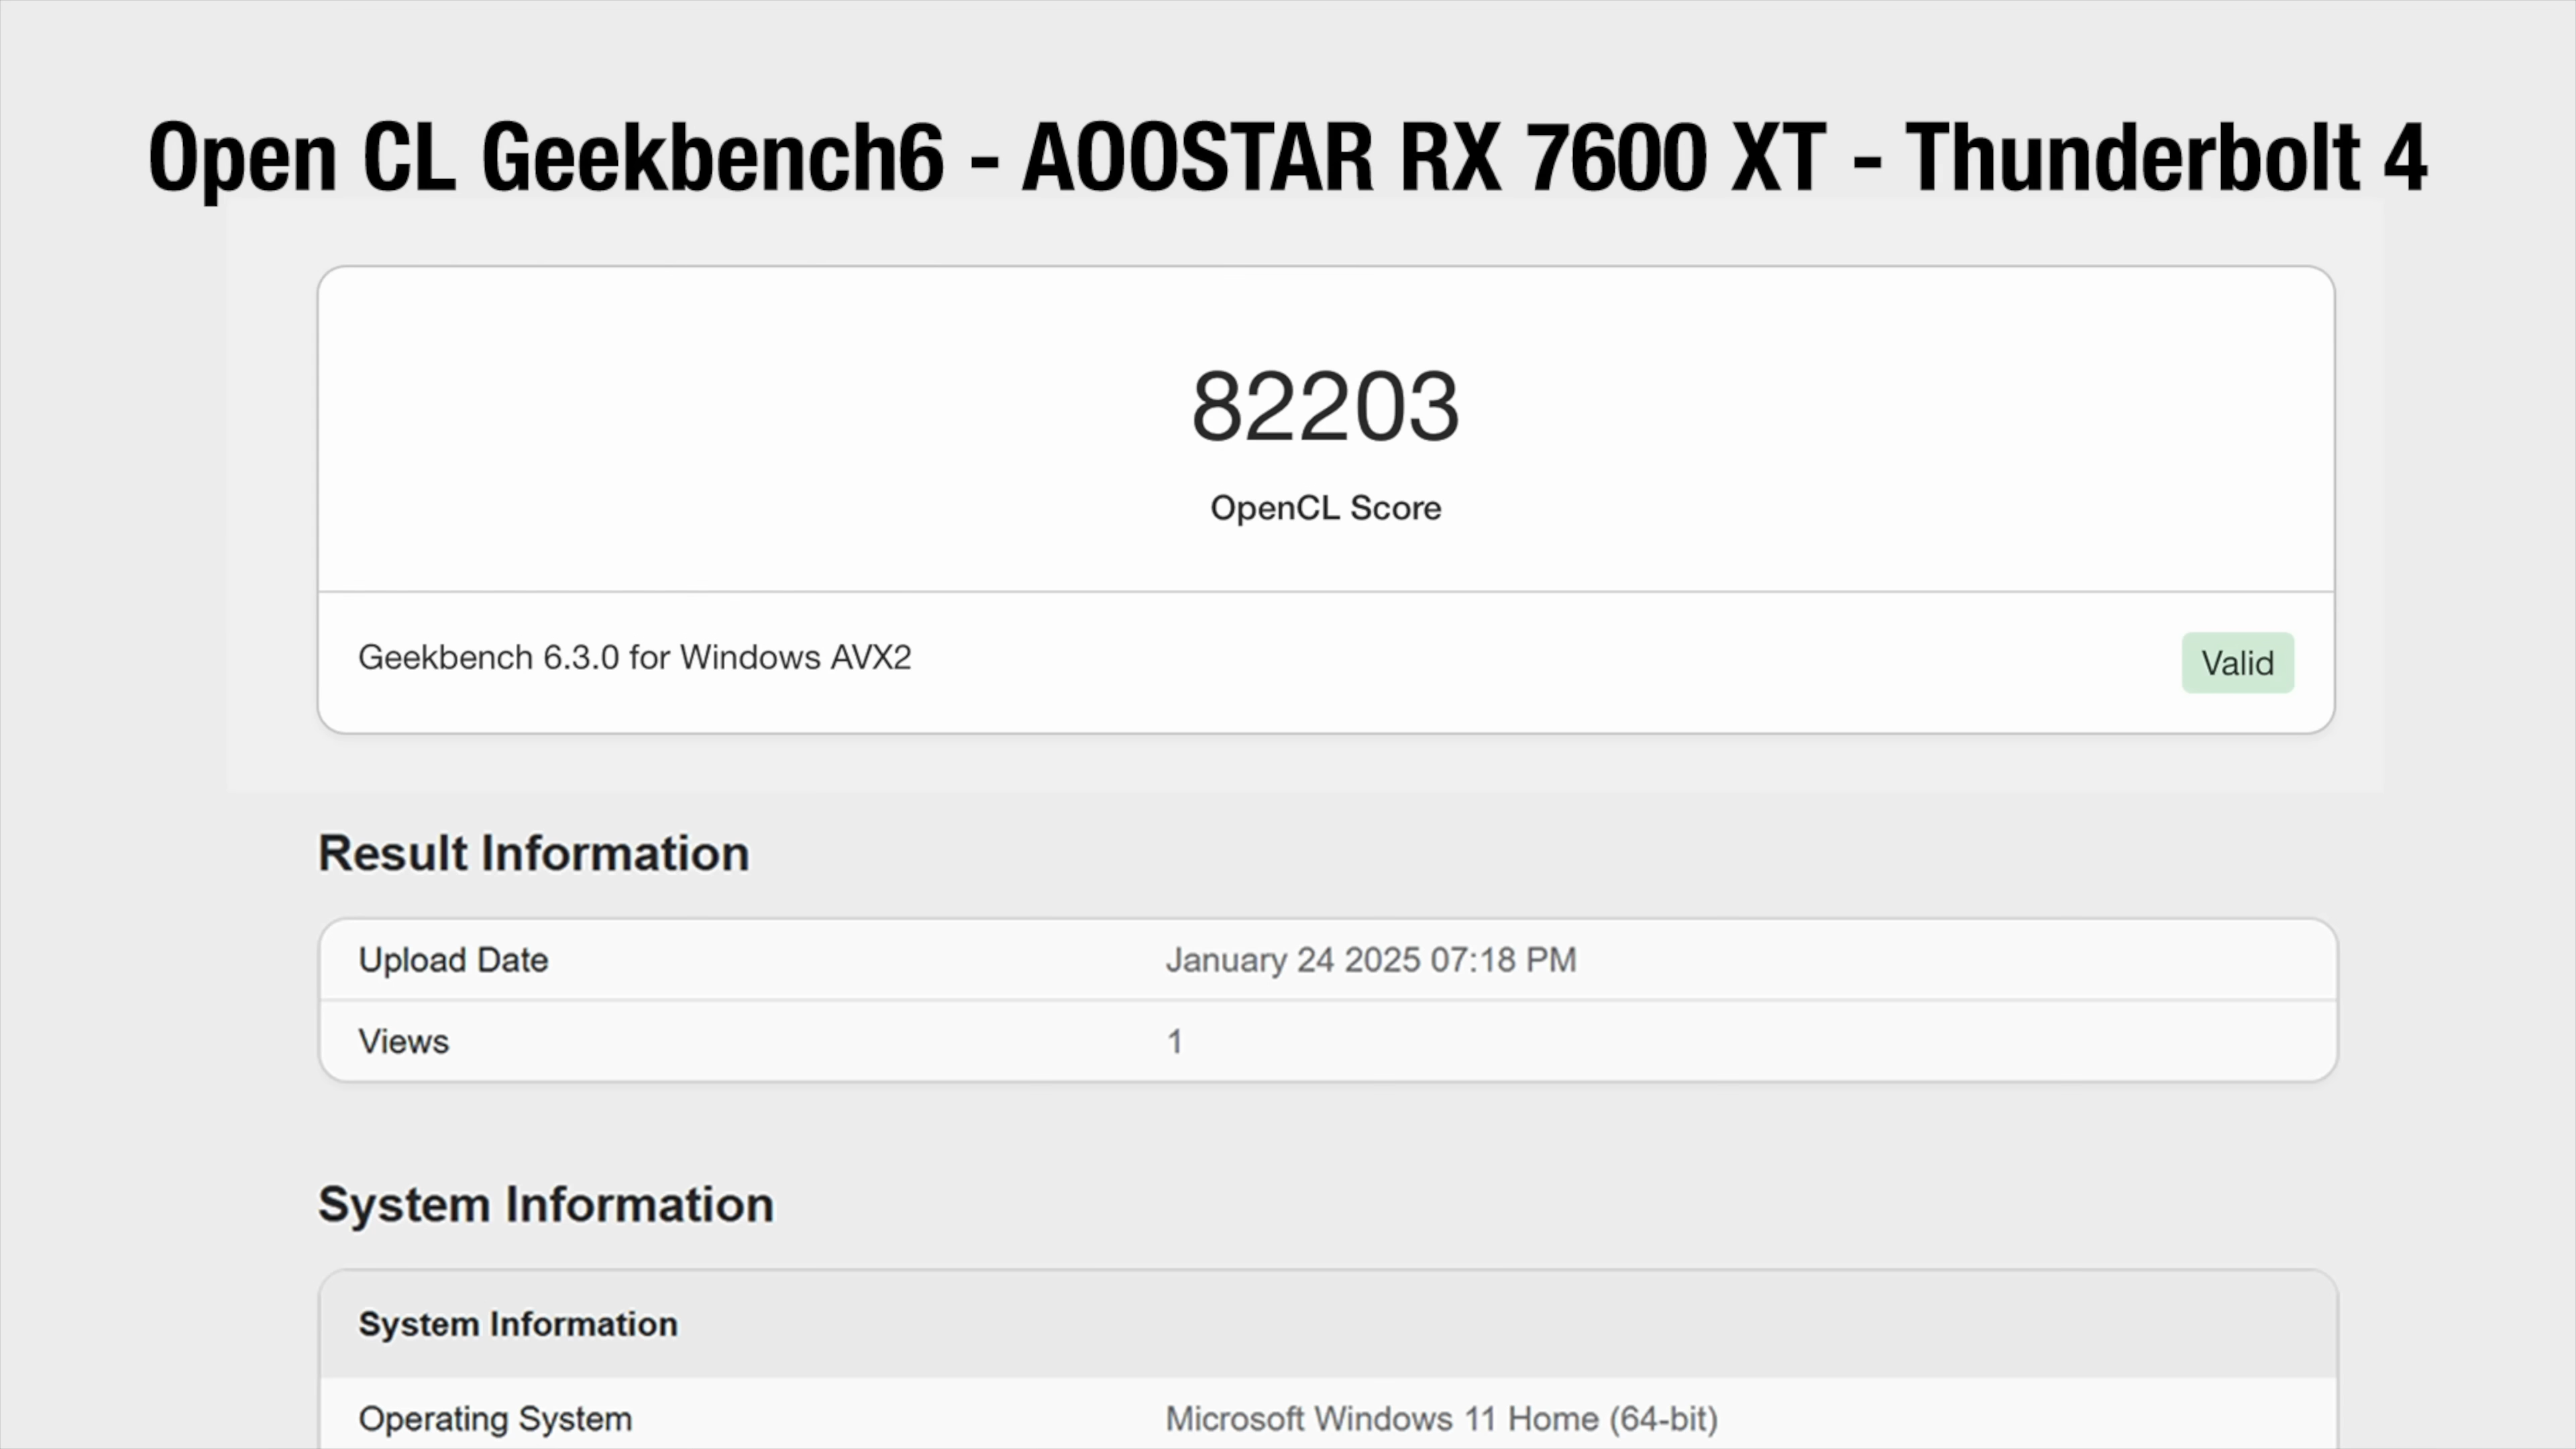 Open CL Geekbench6 - AOOSTAR RX 7600 XT - Thunderbolt 4
82203
OpenCL Score
Geekbench 6.3.0 for Windows AVX2
Valid
Result Information
Upload Date January 24 2025 07:18 PM
Views 1
System Information
System Information
Operating System Microsoft Windows 11 Home (64-bit)